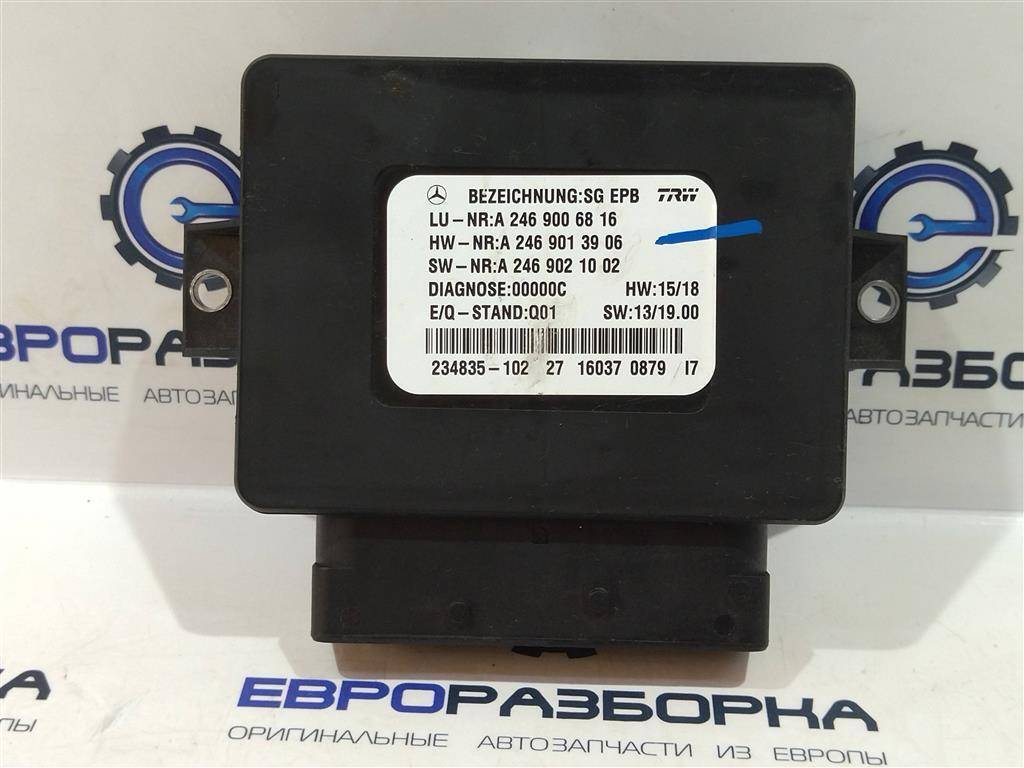 BEZEICHNUNG:SG EPB TRW
LU-NR:A 246 900 68 16
HW-NR:A 246 901 39 06
SW-NR:A 246 902 10 02
DIAGNOSE:00000C HW:15/18
E/Q-STAND:Q01 SW:13/19.00
234835-102 27 16037 0879 I7
ЕВРОРАЗБОРКА
ОРИГИНАЛЬНЫЕ АВТОЗАПЧАСТИ ИЗ ЕВРОПЫ
АВТОЗАПЧАСТИ
АВТОЗАПЧАСТИ